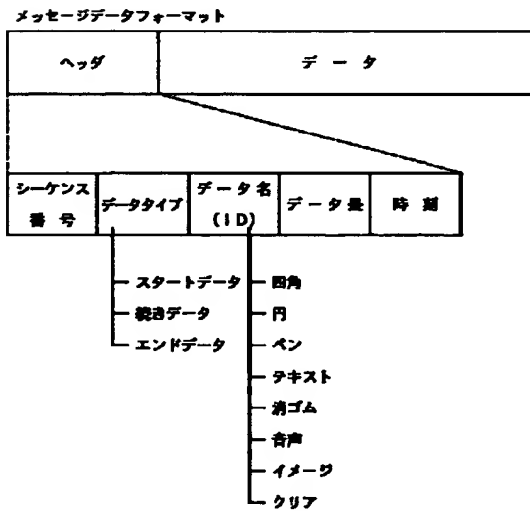 メッセージデータフォーマット
ヘッダ
データ
シーケンス番号
データタイプ
データ名(ID)
データ量
時刻
スタートデータ
続きデータ
エンドデータ
四角
円
ペン
テキスト
消ゴム
音声
イメージ
クリア